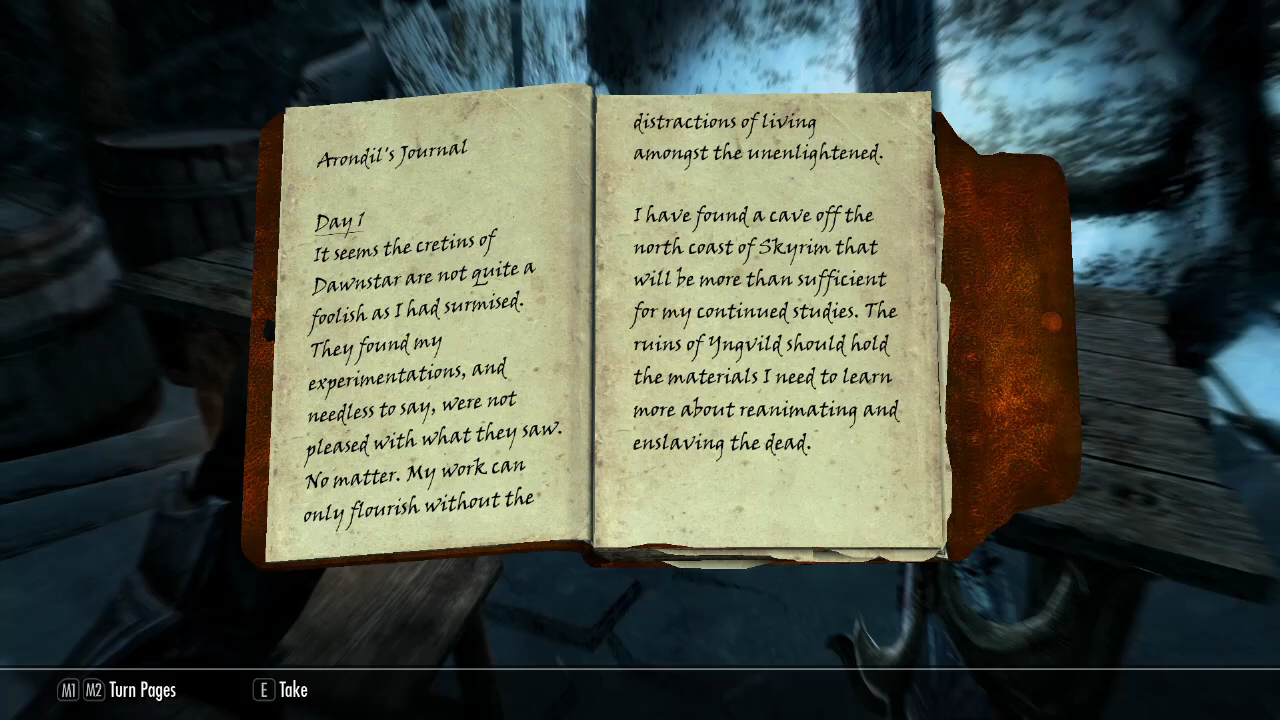 Arondil's Journal
Day 1
It seems the cretins of
Dawnstar are not quite a
foolish as I had surmised.
They found my
experimentations, and
needless to say, were not
pleased with what they saw.
No matter. My work can
only flourish without the
distractions of living
amongst the unenlightened.
I have found a cave off the
north coast of Skyrim that
will be more than sufficient
for my continued studies. The
ruins of Yngvild should hold
the materials I need to learn
more about reanimating and
enslaving the dead.
M1 M2 Turn Pages
E Take